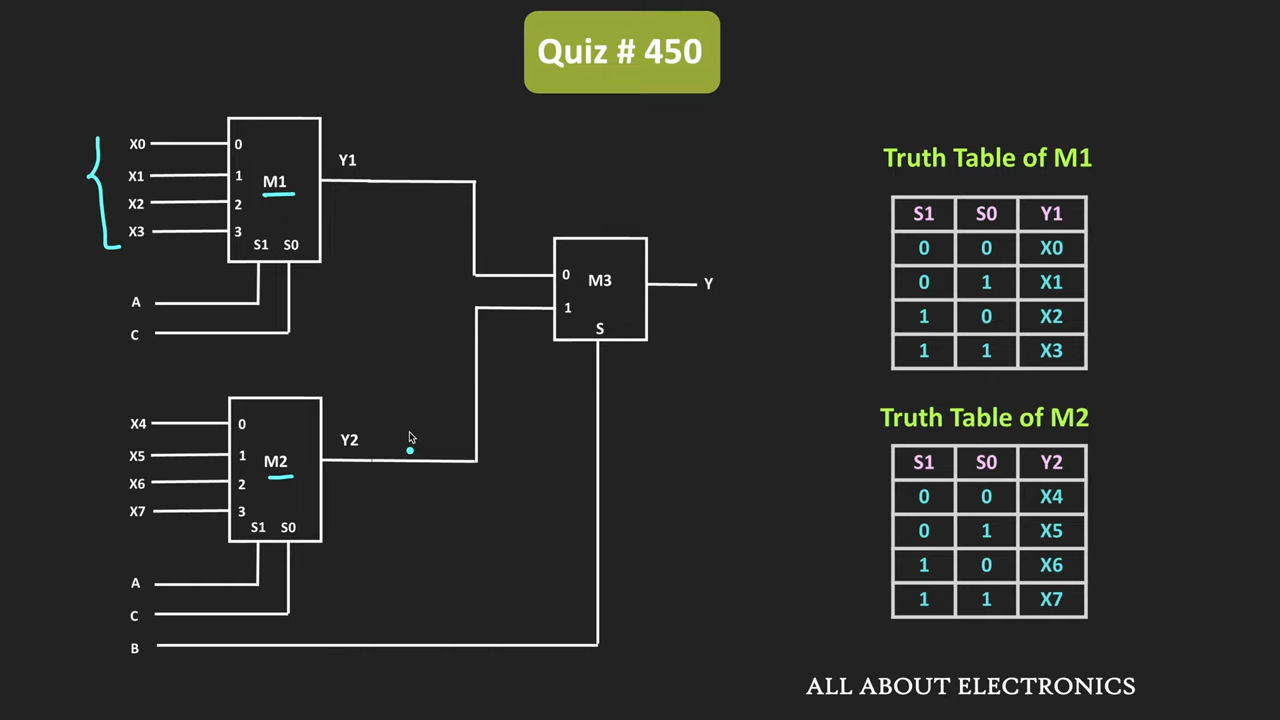 Quiz # 450
X0 0
X1 1
X2 2
X3 3
M1
S1 S0
Y1
A
C
X4 0
X5 1
X6 2
X7 3
M2
S1 S0
Y2
A
C
B
0
1
M3
S
Y
Truth Table of M1
S1 S0 Y1
0 0 X0
0 1 X1
1 0 X2
1 1 X3
Truth Table of M2
S1 S0 Y2
0 0 X4
0 1 X5
1 0 X6
1 1 X7
ALL ABOUT ELECTRONICS